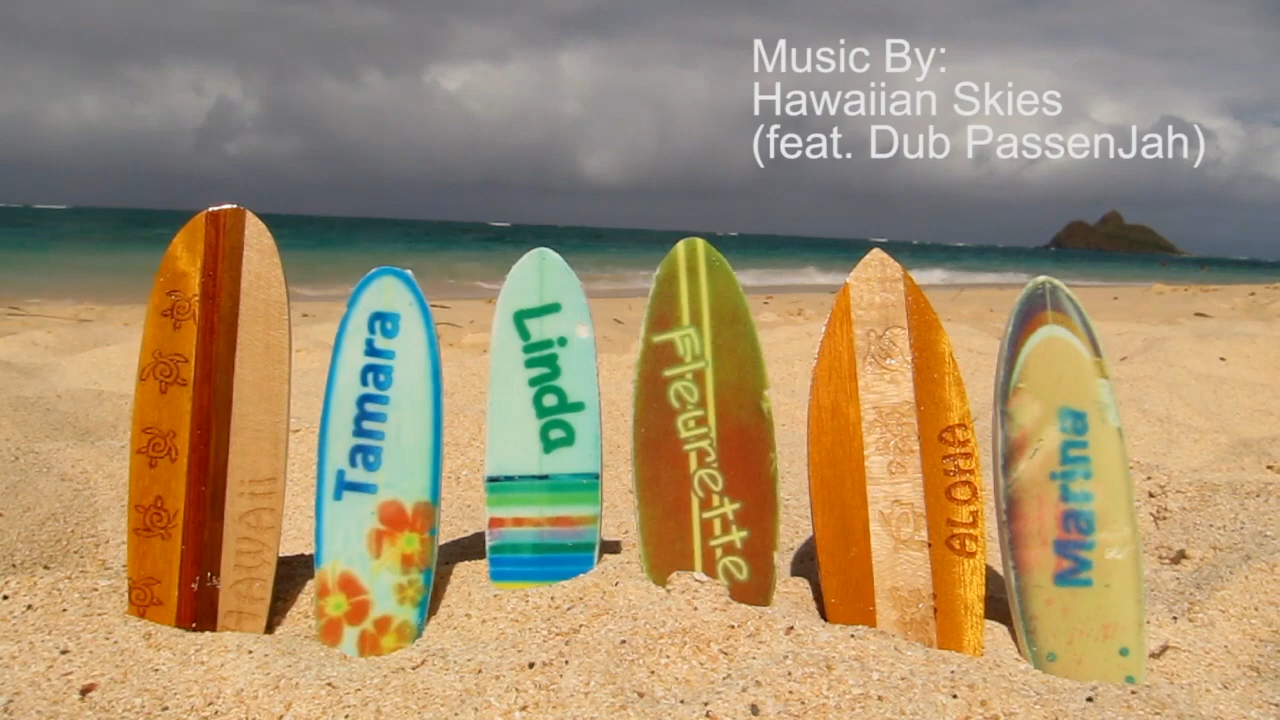 Music By:
Hawaiian Skies
(feat. Dub PassenJah)
HAWAII
Tamara
Linda
Fleurette
ALOHA
Marina